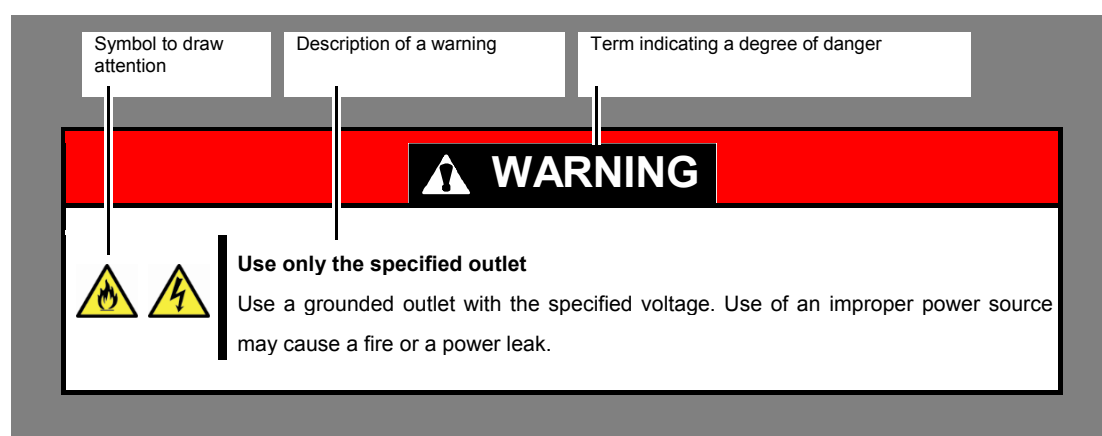 Symbol to draw
attention
Description of a warning
Term indicating a degree of danger
WARNING
Use only the specified outlet
Use a grounded outlet with the specified voltage. Use of an improper power source
may cause a fire or a power leak.